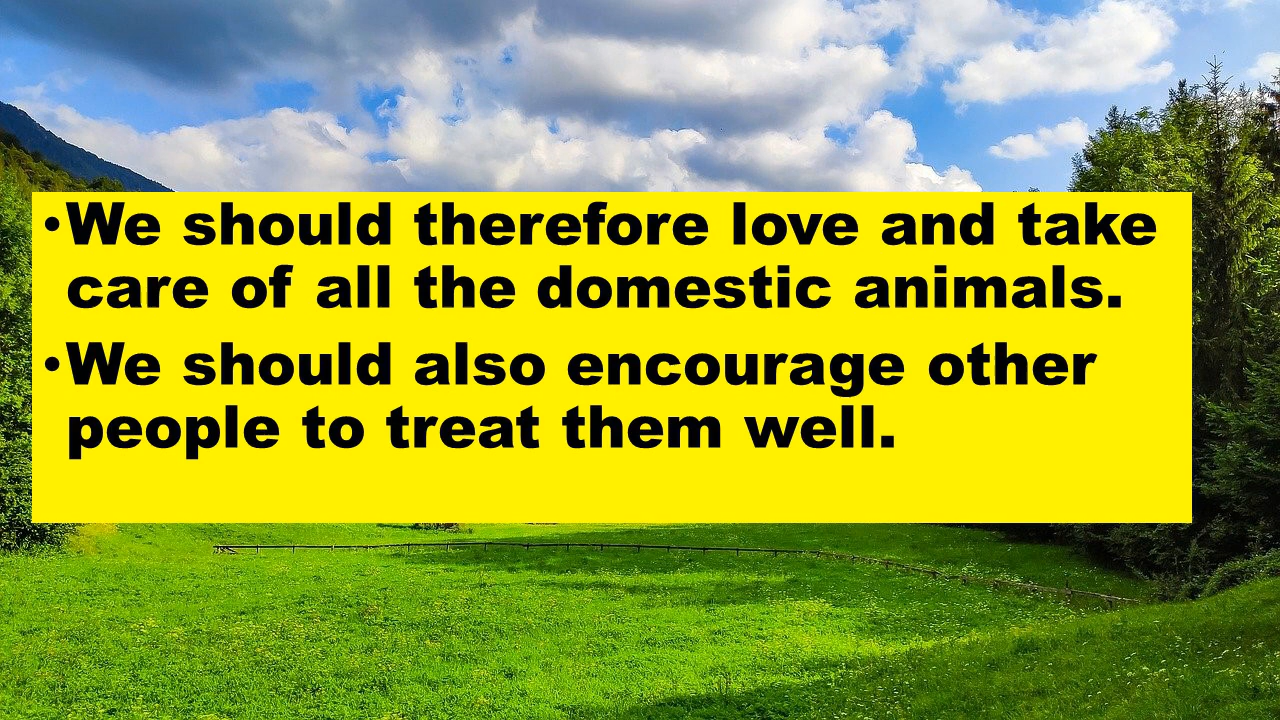 •We should therefore love and take
care of all the domestic animals.
•We should also encourage other
people to treat them well.